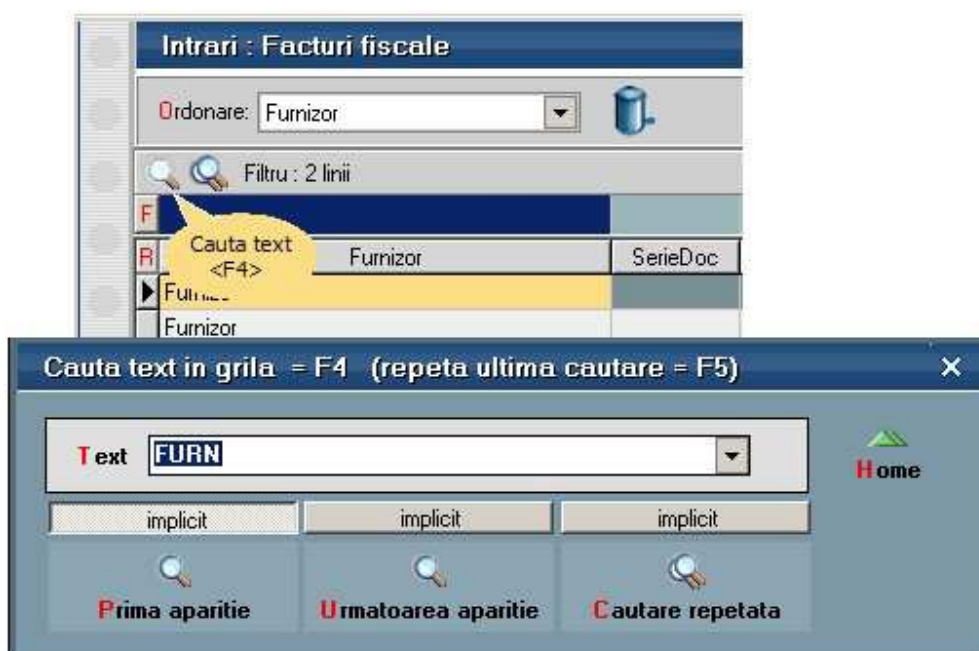 Intrari : Facturi fiscale
Ordonare: Furnizor
Filtru : 2 linii
F
Cauta text
<F4>
R Furnizor SerieDoc
Furnizor
Cauta text in grila = F4 (repeta ultima cautare = F5)
Text FURN
Home
implicit implicit implicit
Prima aparitie Urmatoarea aparitie Cautare repetata